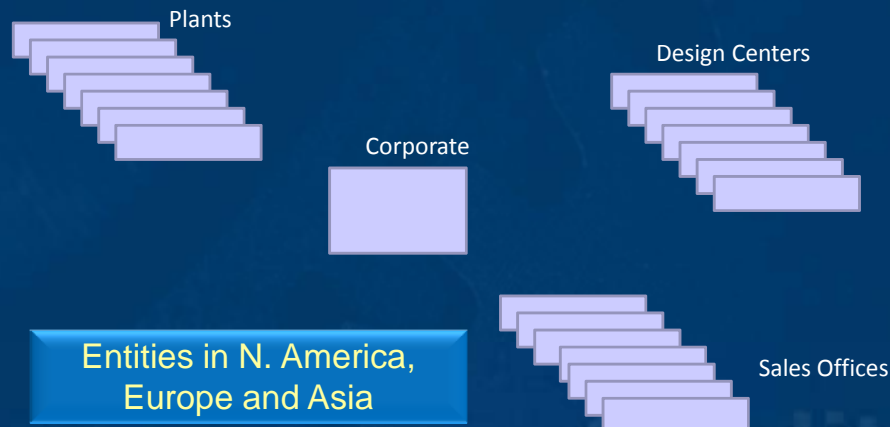 Plants
Design Centers
Corporate
Entities in N. America,
Europe and Asia
Sales Offices